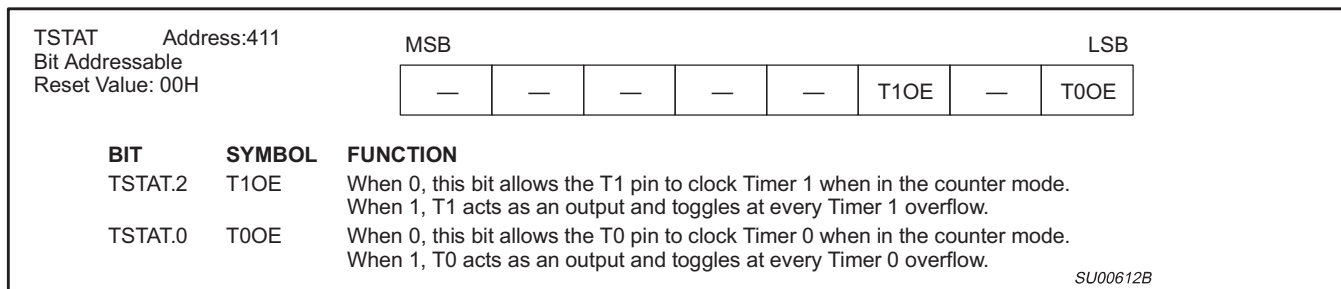 TSTAT Address:411
Bit Addressable
Reset Value: 00H
MSB LSB
— — — — — T1OE — T0OE
BIT SYMBOL FUNCTION
TSTAT.2 T1OE When 0, this bit allows the T1 pin to clock Timer 1 when in the counter mode.
When 1, T1 acts as an output and toggles at every Timer 1 overflow.
TSTAT.0 T0OE When 0, this bit allows the T0 pin to clock Timer 0 when in the counter mode.
When 1, T0 acts as an output and toggles at every Timer 0 overflow.
SU00612B